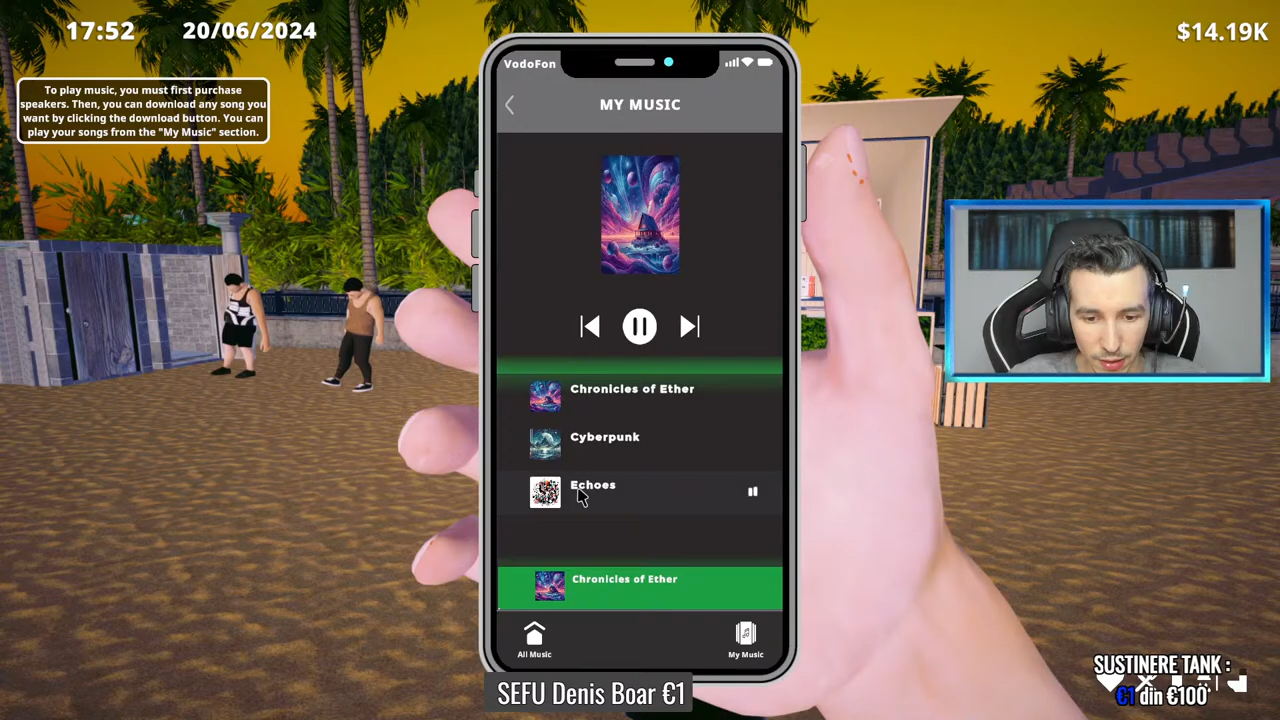 17:52 20/06/2024
$14.19K
To play music, you must first purchase
speakers. Then, you can download any song you
want by clicking the download button. You can
play your songs from the "My Music" section.
VodoFon
MY MUSIC
Chronicles of Ether
Cyberpunk
Echoes
Chronicles of Ether
All Music
My Music
SEFU Denis Boar €1
SUSTINERE TANK :
€1 din €100